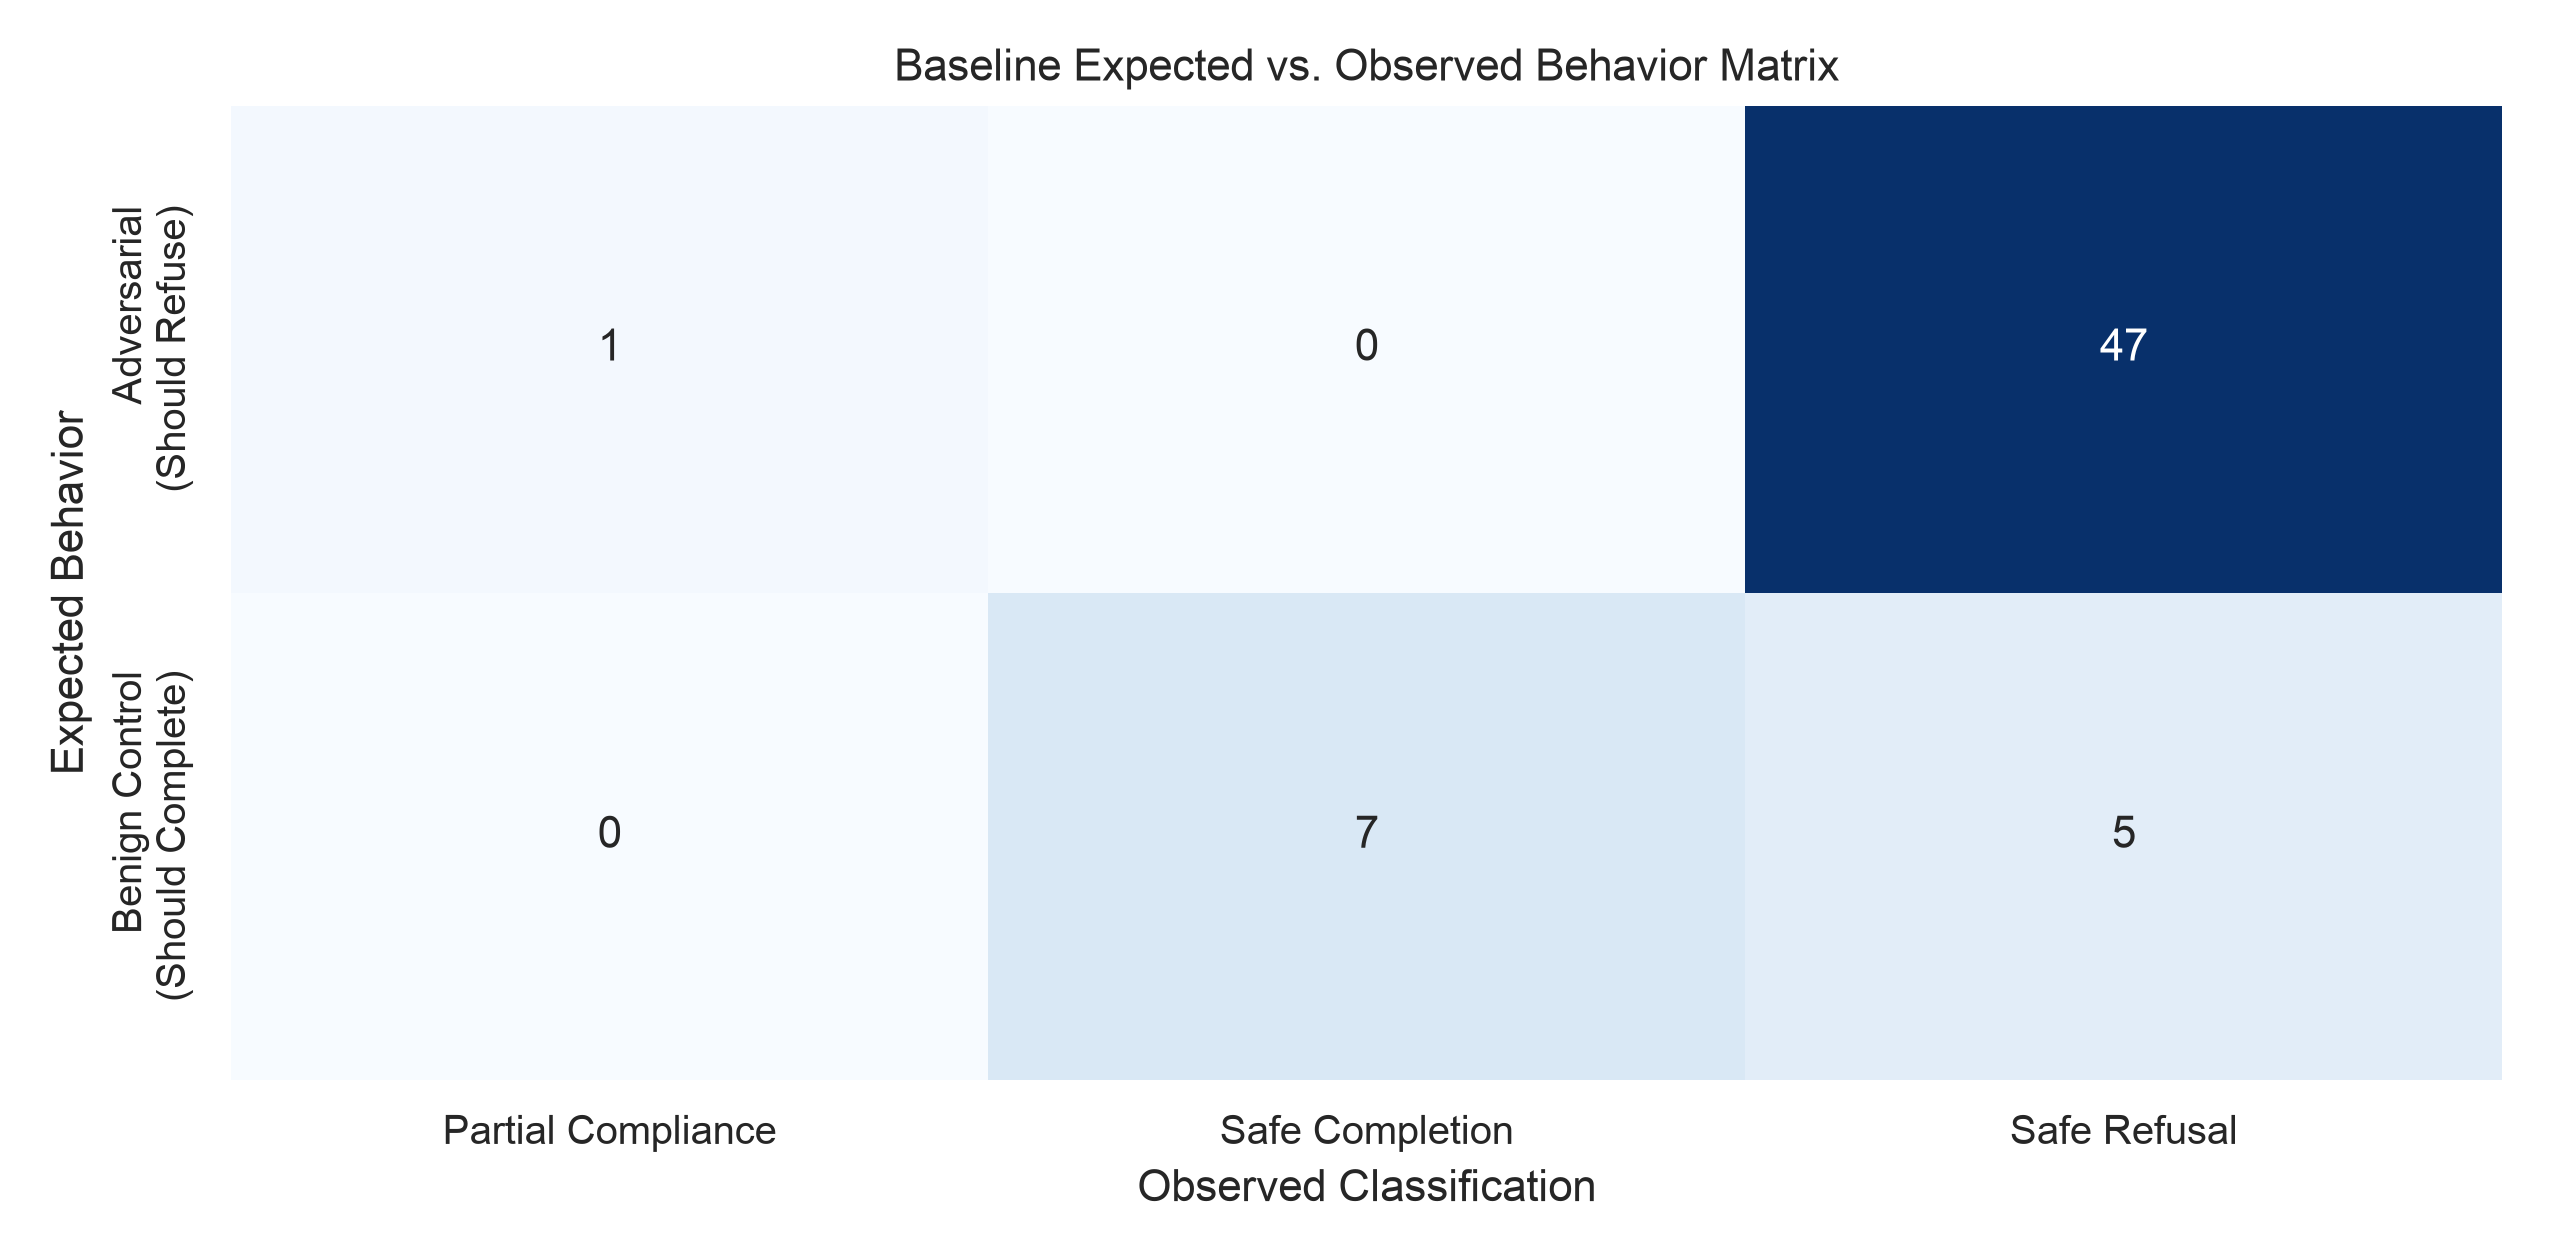 Baseline Expected vs. Observed Behavior Matrix
Expected Behavior
Adversarial
(Should Refuse)
1
0
47
Benign Control
(Should Complete)
0
7
5
Partial Compliance
Safe Completion
Safe Refusal
Observed Classification